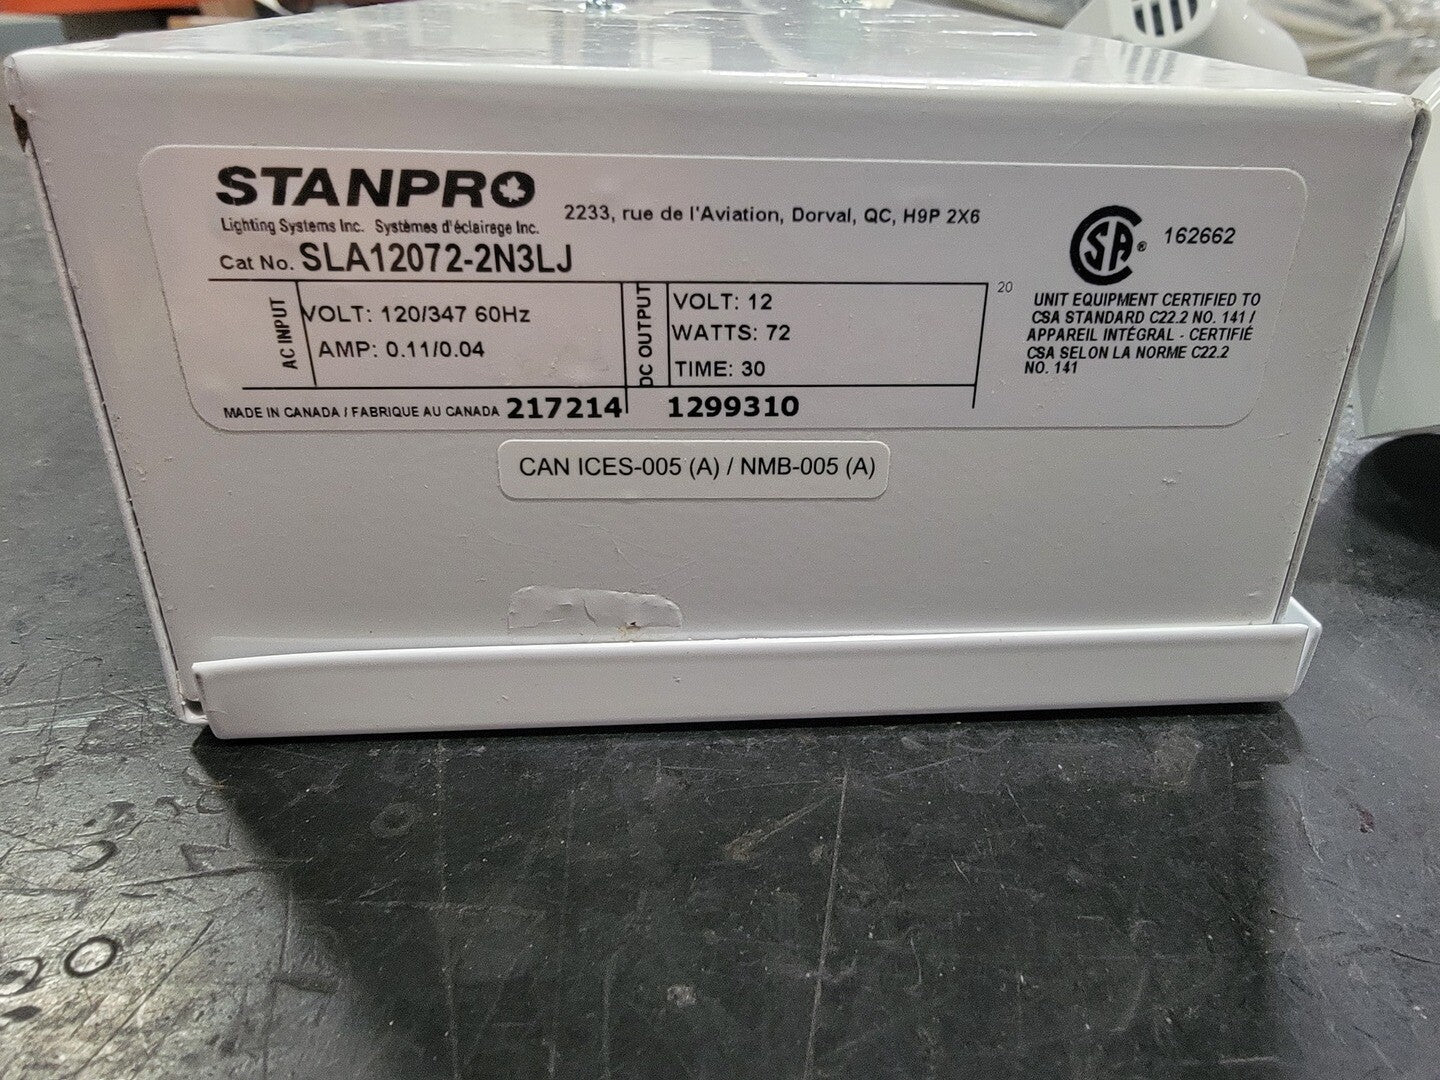 STANPRO
Lighting Systems Inc. Systèmes d'éclairage Inc.
2233, rue de l'Aviation, Dorval, QC, H9P 2X6
Cat No. SLA12072-2N3LJ
AC INPUT
VOLT: 120/347 60Hz
AMP: 0.11/0.04
DC OUTPUT
VOLT: 12
WATTS: 72
TIME: 30
20
SA ® 162662
UNIT EQUIPMENT CERTIFIED TO
CSA STANDARD C22.2 NO. 141 /
APPAREIL INTÉGRAL - CERTIFIÉ
CSA SELON LA NORME C22.2
NO. 141
MADE IN CANADA / FABRIQUE AU CANADA 217214 1299310
CAN ICES-005 (A) / NMB-005 (A)